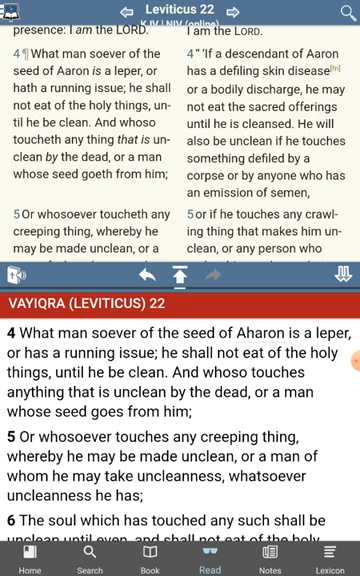 Leviticus 22
KJV | NIV (online)
presence: I am the LORD.
4 ¶ What man soever of the
seed of Aaron is a leper, or
hath a running issue; he shall
not eat of the holy things, un-
til he be clean. And whoso
toucheth any thing that is un-
clean by the dead, or a man
whose seed goeth from him;
5 Or whosoever toucheth any
creeping thing, whereby he
may be made unclean, or a
I am the LORD.
4 “ ‘If a descendant of Aaron
has a defiling skin disease[fn]
or a bodily discharge, he may
not eat the sacred offerings
until he is cleansed. He will
also be unclean if he touches
something defiled by a
corpse or by anyone who has
an emission of semen,
5 or if he touches any crawl-
ing thing that makes him un-
clean, or any person who
VAYIQRA (LEVITICUS) 22
4 What man soever of the seed of Aharon is a leper,
or has a running issue; he shall not eat of the holy
things, until he be clean. And whoso touches
anything that is unclean by the dead, or a man
whose seed goes from him;
5 Or whosoever touches any creeping thing,
whereby he may be made unclean, or a man of
whom he may take uncleanness, whatsoever
uncleanness he has;
6 The soul which has touched any such shall be
unclean until even, and shall not eat of the holy
Home
Search
Book
Read
Notes
Lexicon